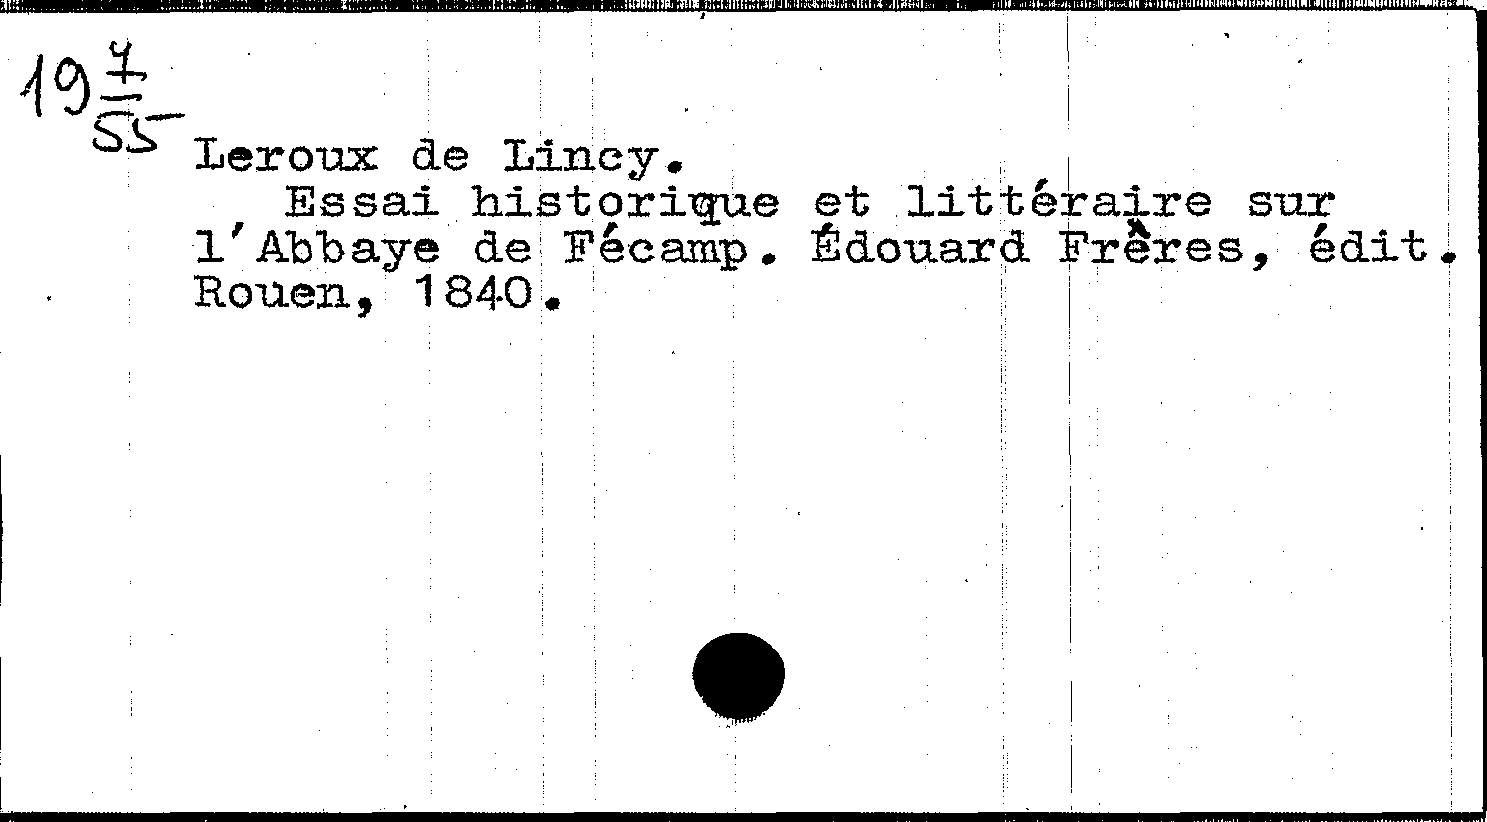 19 7/55
Leroux de Lincy.
Essai historique et littéraire sur
l'Abbaye de Fécamp. Édouard Frères, édit.
Rouen, 1840.